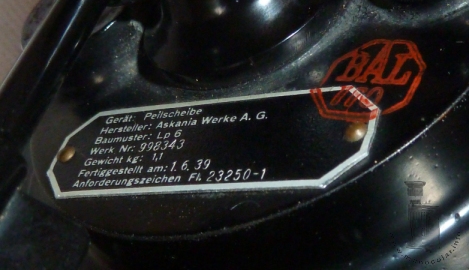 Gerät: Peilscheibe
Hersteller: Askania Werke A. G.
Baumuster: Lp 6
Werk Nr: 998343
Gewicht kg: 1,1
Fertiggestellt am: 1. 6. 39
Anforderungszeichen Fl. 23250-1
BAL